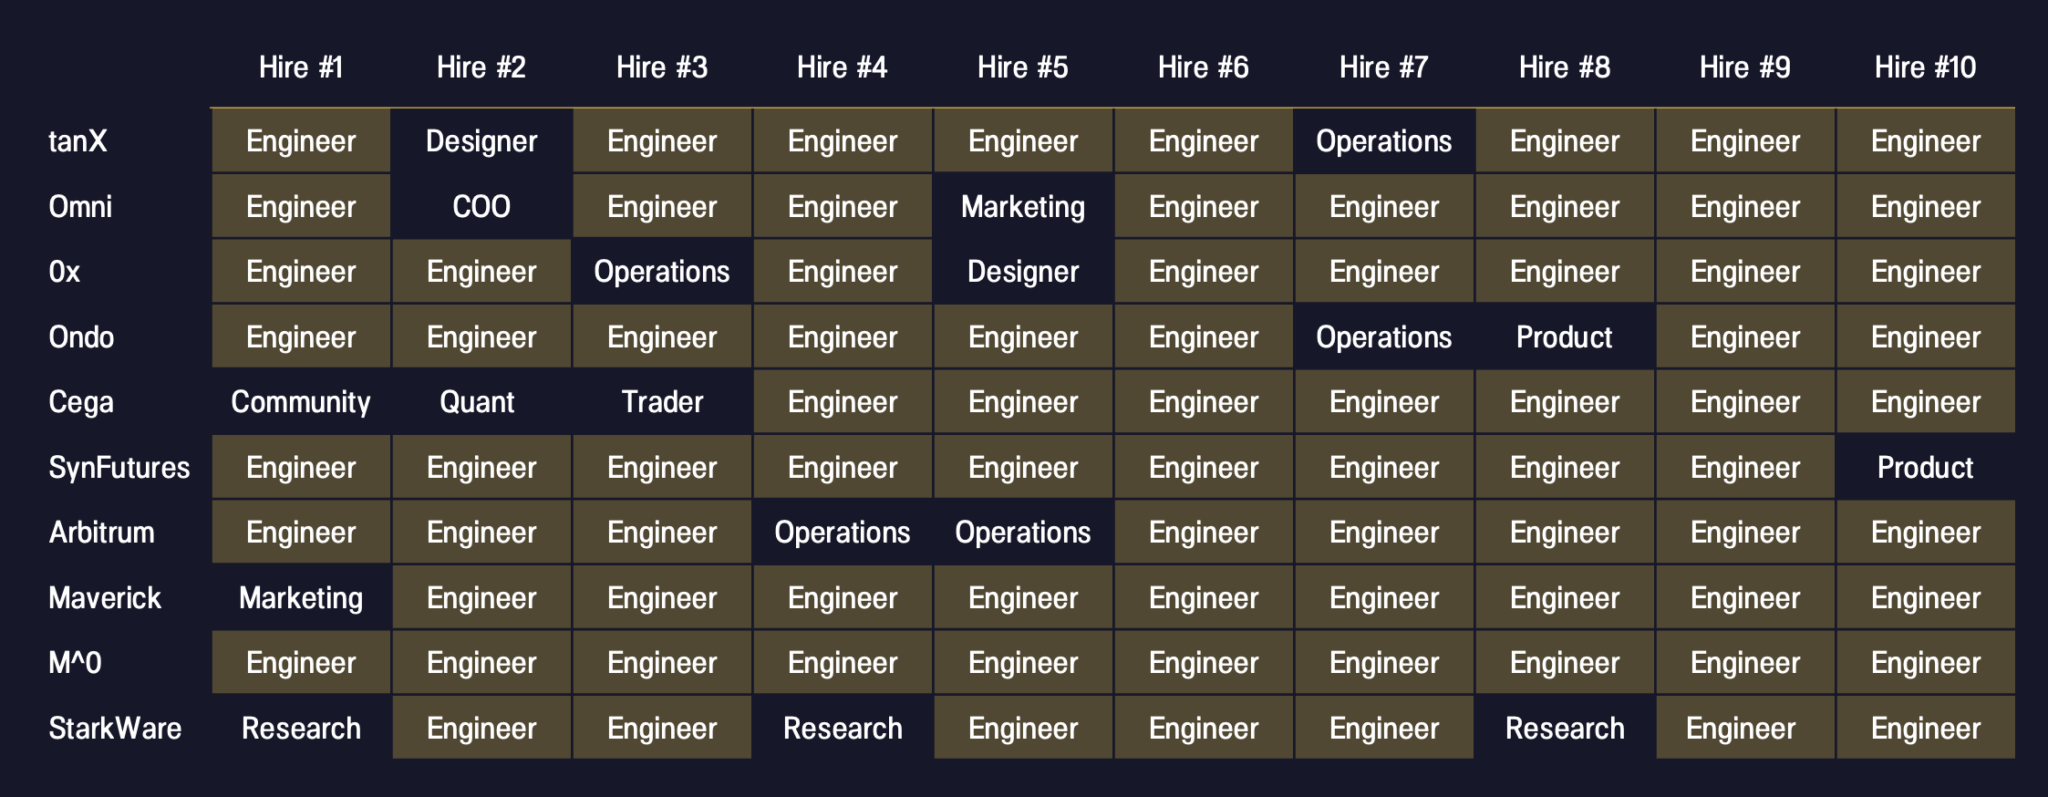 Hire #1 Hire #2 Hire #3 Hire #4 Hire #5 Hire #6 Hire #7 Hire #8 Hire #9 Hire #10
tanX Engineer Designer Engineer Engineer Engineer Engineer Operations Engineer Engineer Engineer
Omni Engineer COO Engineer Engineer Marketing Engineer Engineer Engineer Engineer Engineer
0x Engineer Engineer Operations Engineer Designer Engineer Engineer Engineer Engineer Engineer
Ondo Engineer Engineer Engineer Engineer Engineer Engineer Operations Product Engineer Engineer
Cega Community Quant Trader Engineer Engineer Engineer Engineer Engineer Engineer Engineer
SynFutures Engineer Engineer Engineer Engineer Engineer Engineer Engineer Engineer Engineer Product
Arbitrum Engineer Engineer Engineer Operations Operations Engineer Engineer Engineer Engineer Engineer
Maverick Marketing Engineer Engineer Engineer Engineer Engineer Engineer Engineer Engineer Engineer
M^0 Engineer Engineer Engineer Engineer Engineer Engineer Engineer Engineer Engineer Engineer
StarkWare Research Engineer Engineer Research Engineer Engineer Engineer Research Engineer Engineer